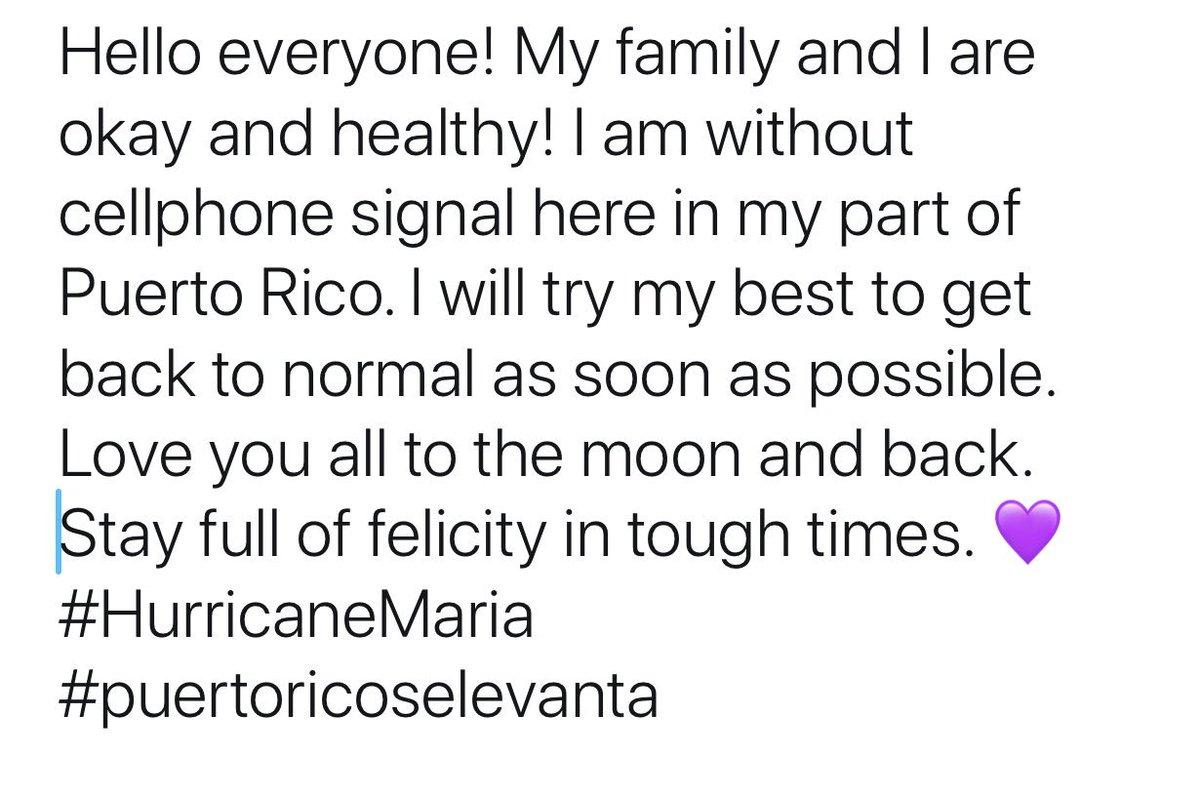 Hello everyone! My family and I are
okay and healthy! I am without
cellphone signal here in my part of
Puerto Rico. I will try my best to get
back to normal as soon as possible.
Love you all to the moon and back.
Stay full of felicity in tough times. 💜
#HurricaneMaria
#puertoricoselevanta